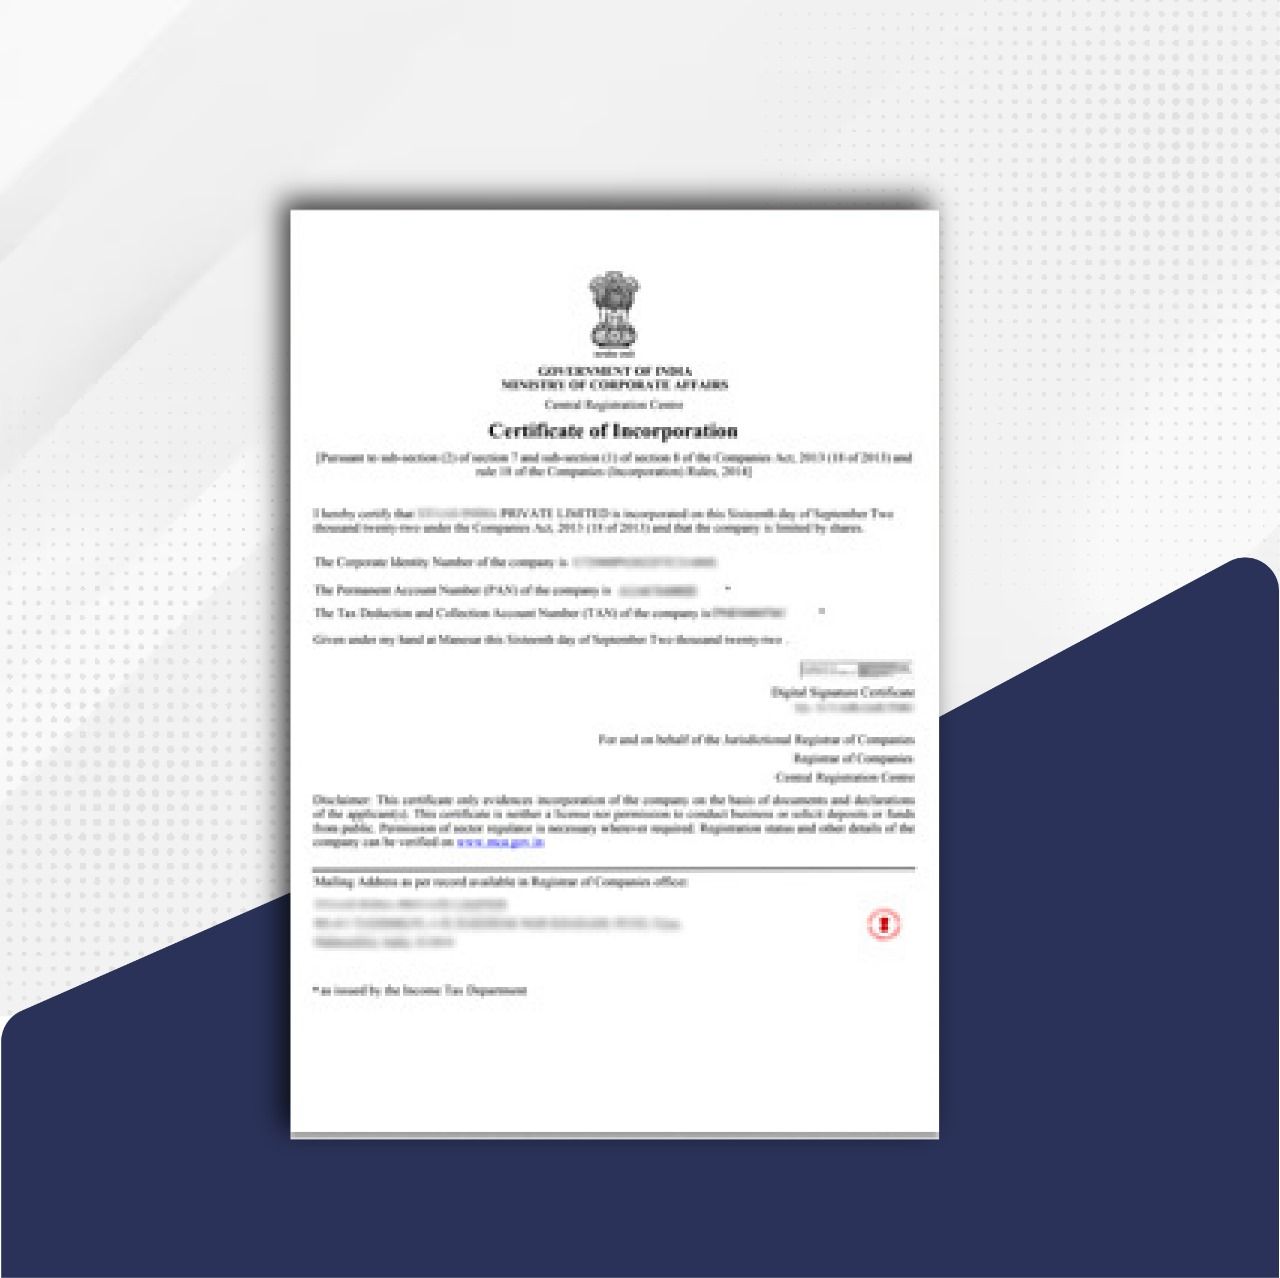 GOVERNMENT OF INDIA
MINISTRY OF CORPORATE AFFAIRS
Central Registration Centre
Certificate of Incorporation
[Pursuant to sub-section (2) of section 7 and sub-section (1) of section 8 of the Companies Act, 2013 (18 of 2013) and
rule 18 of the Companies (Incorporation) Rules, 2014]
I hereby certify that PRIVATE LIMITED is incorporated on this Sixteenth day of September Two
thousand twenty-two under the Companies Act, 2013 (18 of 2013) and that the company is limited by shares.
The Corporate Identity Number of the company is
The Permanent Account Number (PAN) of the company is *
The Tax Deduction and Collection Account Number (TAN) of the company is *
Given under my hand at Manesar this Sixteenth day of September Two thousand twenty-two .
Digital Signature Certificate
For and on behalf of the Jurisdictional Registrar of Companies
Registrar of Companies
Central Registration Centre
Disclaimer: This certificate only evidences incorporation of the company on the basis of documents and declarations
of the applicant(s). This certificate is neither a license nor permission to conduct business or solicit deposits or funds
from public. Permission of sector regulator is necessary wherever required. Registration status and other details of the
company can be verified on www.mca.gov.in
Mailing Address as per record available in Registrar of Companies office:
* as issued by the Income Tax Department